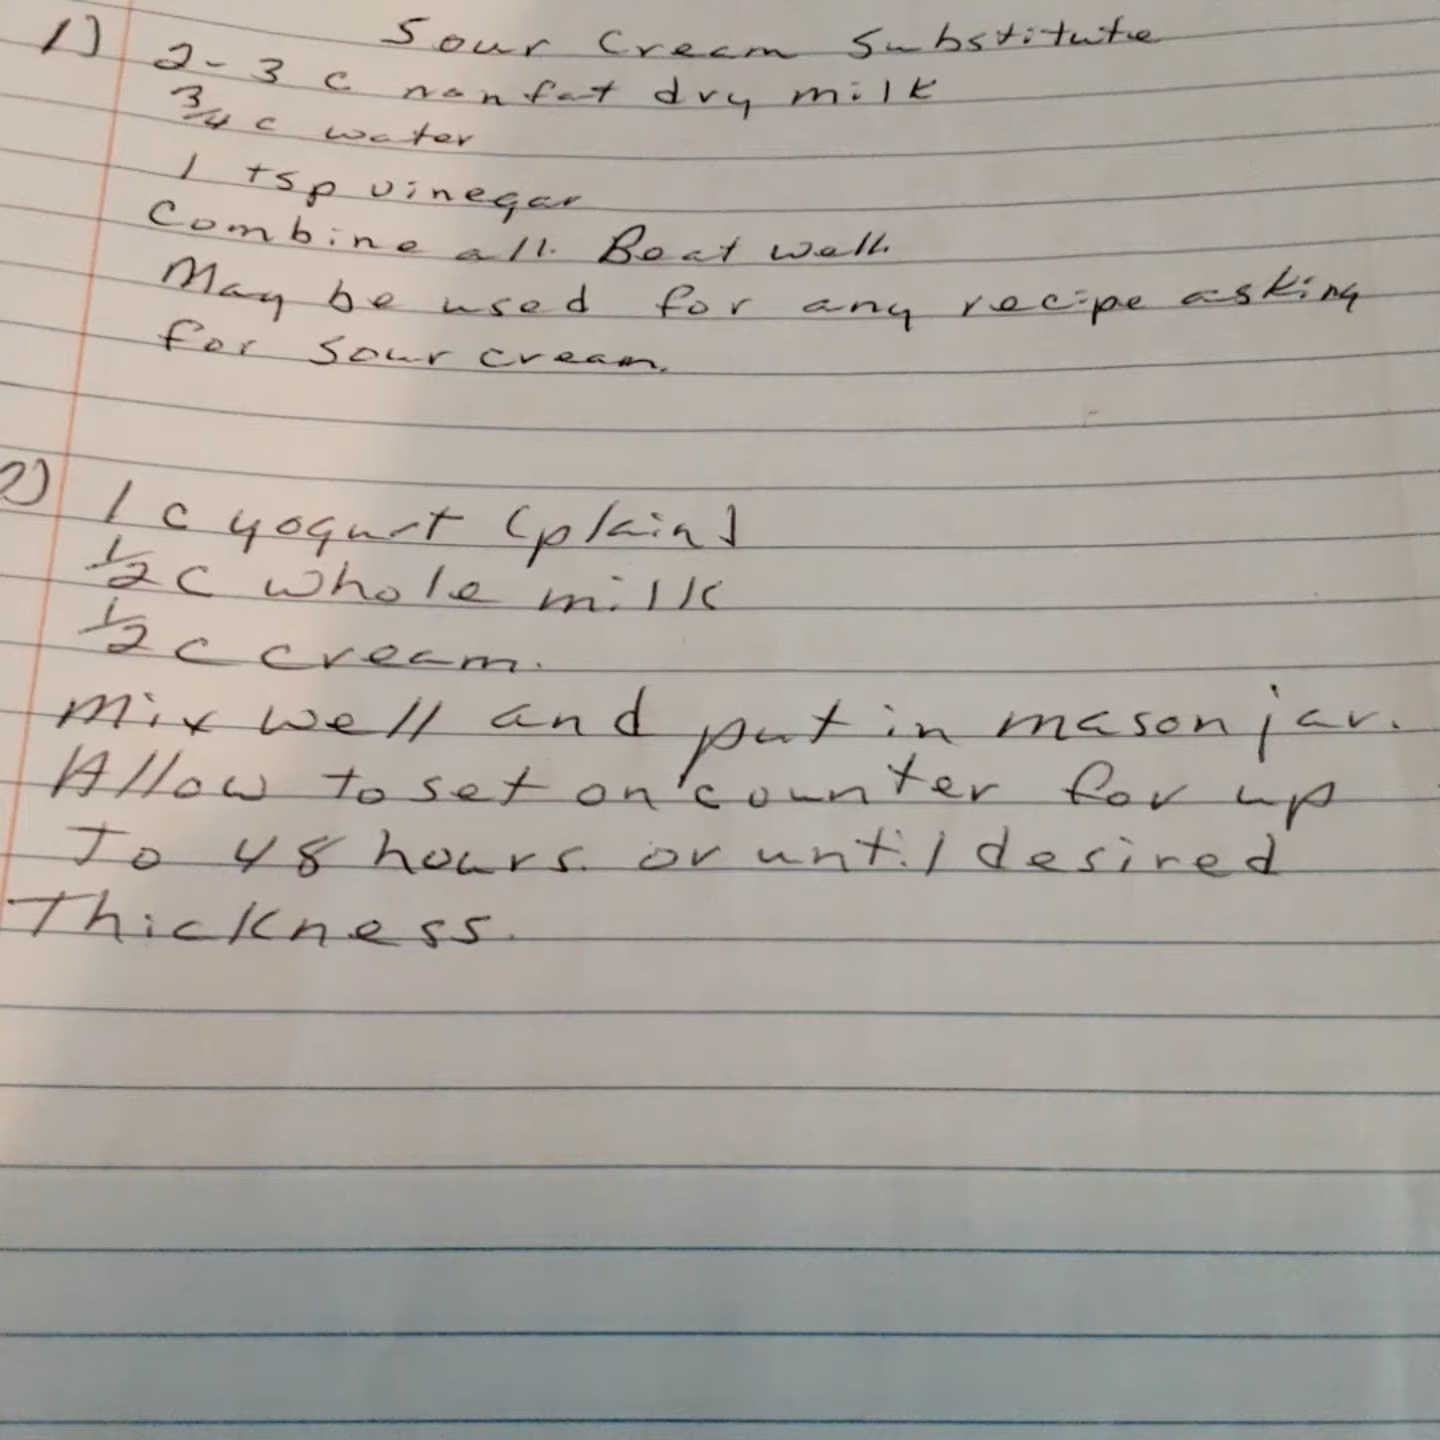 Sour Cream Substitute
1) 2-3 c nonfat dry milk
3/4 c water
1 tsp vinegar
Combine all. Beat well.
May be used for any recipe asking
for sour cream.
2) 1 c yogurt (plain)
1/2 c whole milk
1/2 c cream.
Mix well and put in mason jar.
Allow to set on counter for up
To 48 hours. or until desired
Thickness.